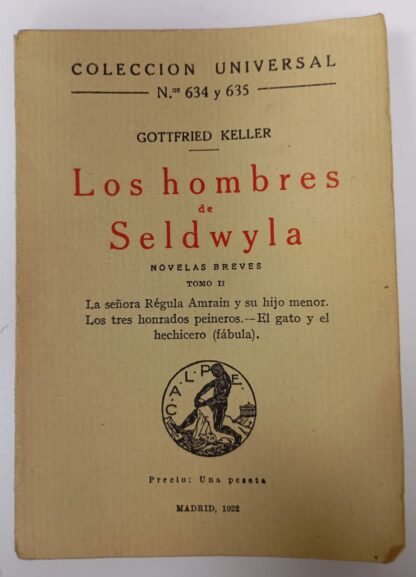 COLECCION UNIVERSAL
N.os 634 y 635
GOTTFRIED KELLER
Los hombres
de
Seldwyla
NOVELAS BREVES
TOMO II
La señora Régula Amrain y su hijo menor.
Los tres honrados peineros.—El gato y el
hechicero (fábula).
CALPE
Precio: Una peseta
MADRID, 1922